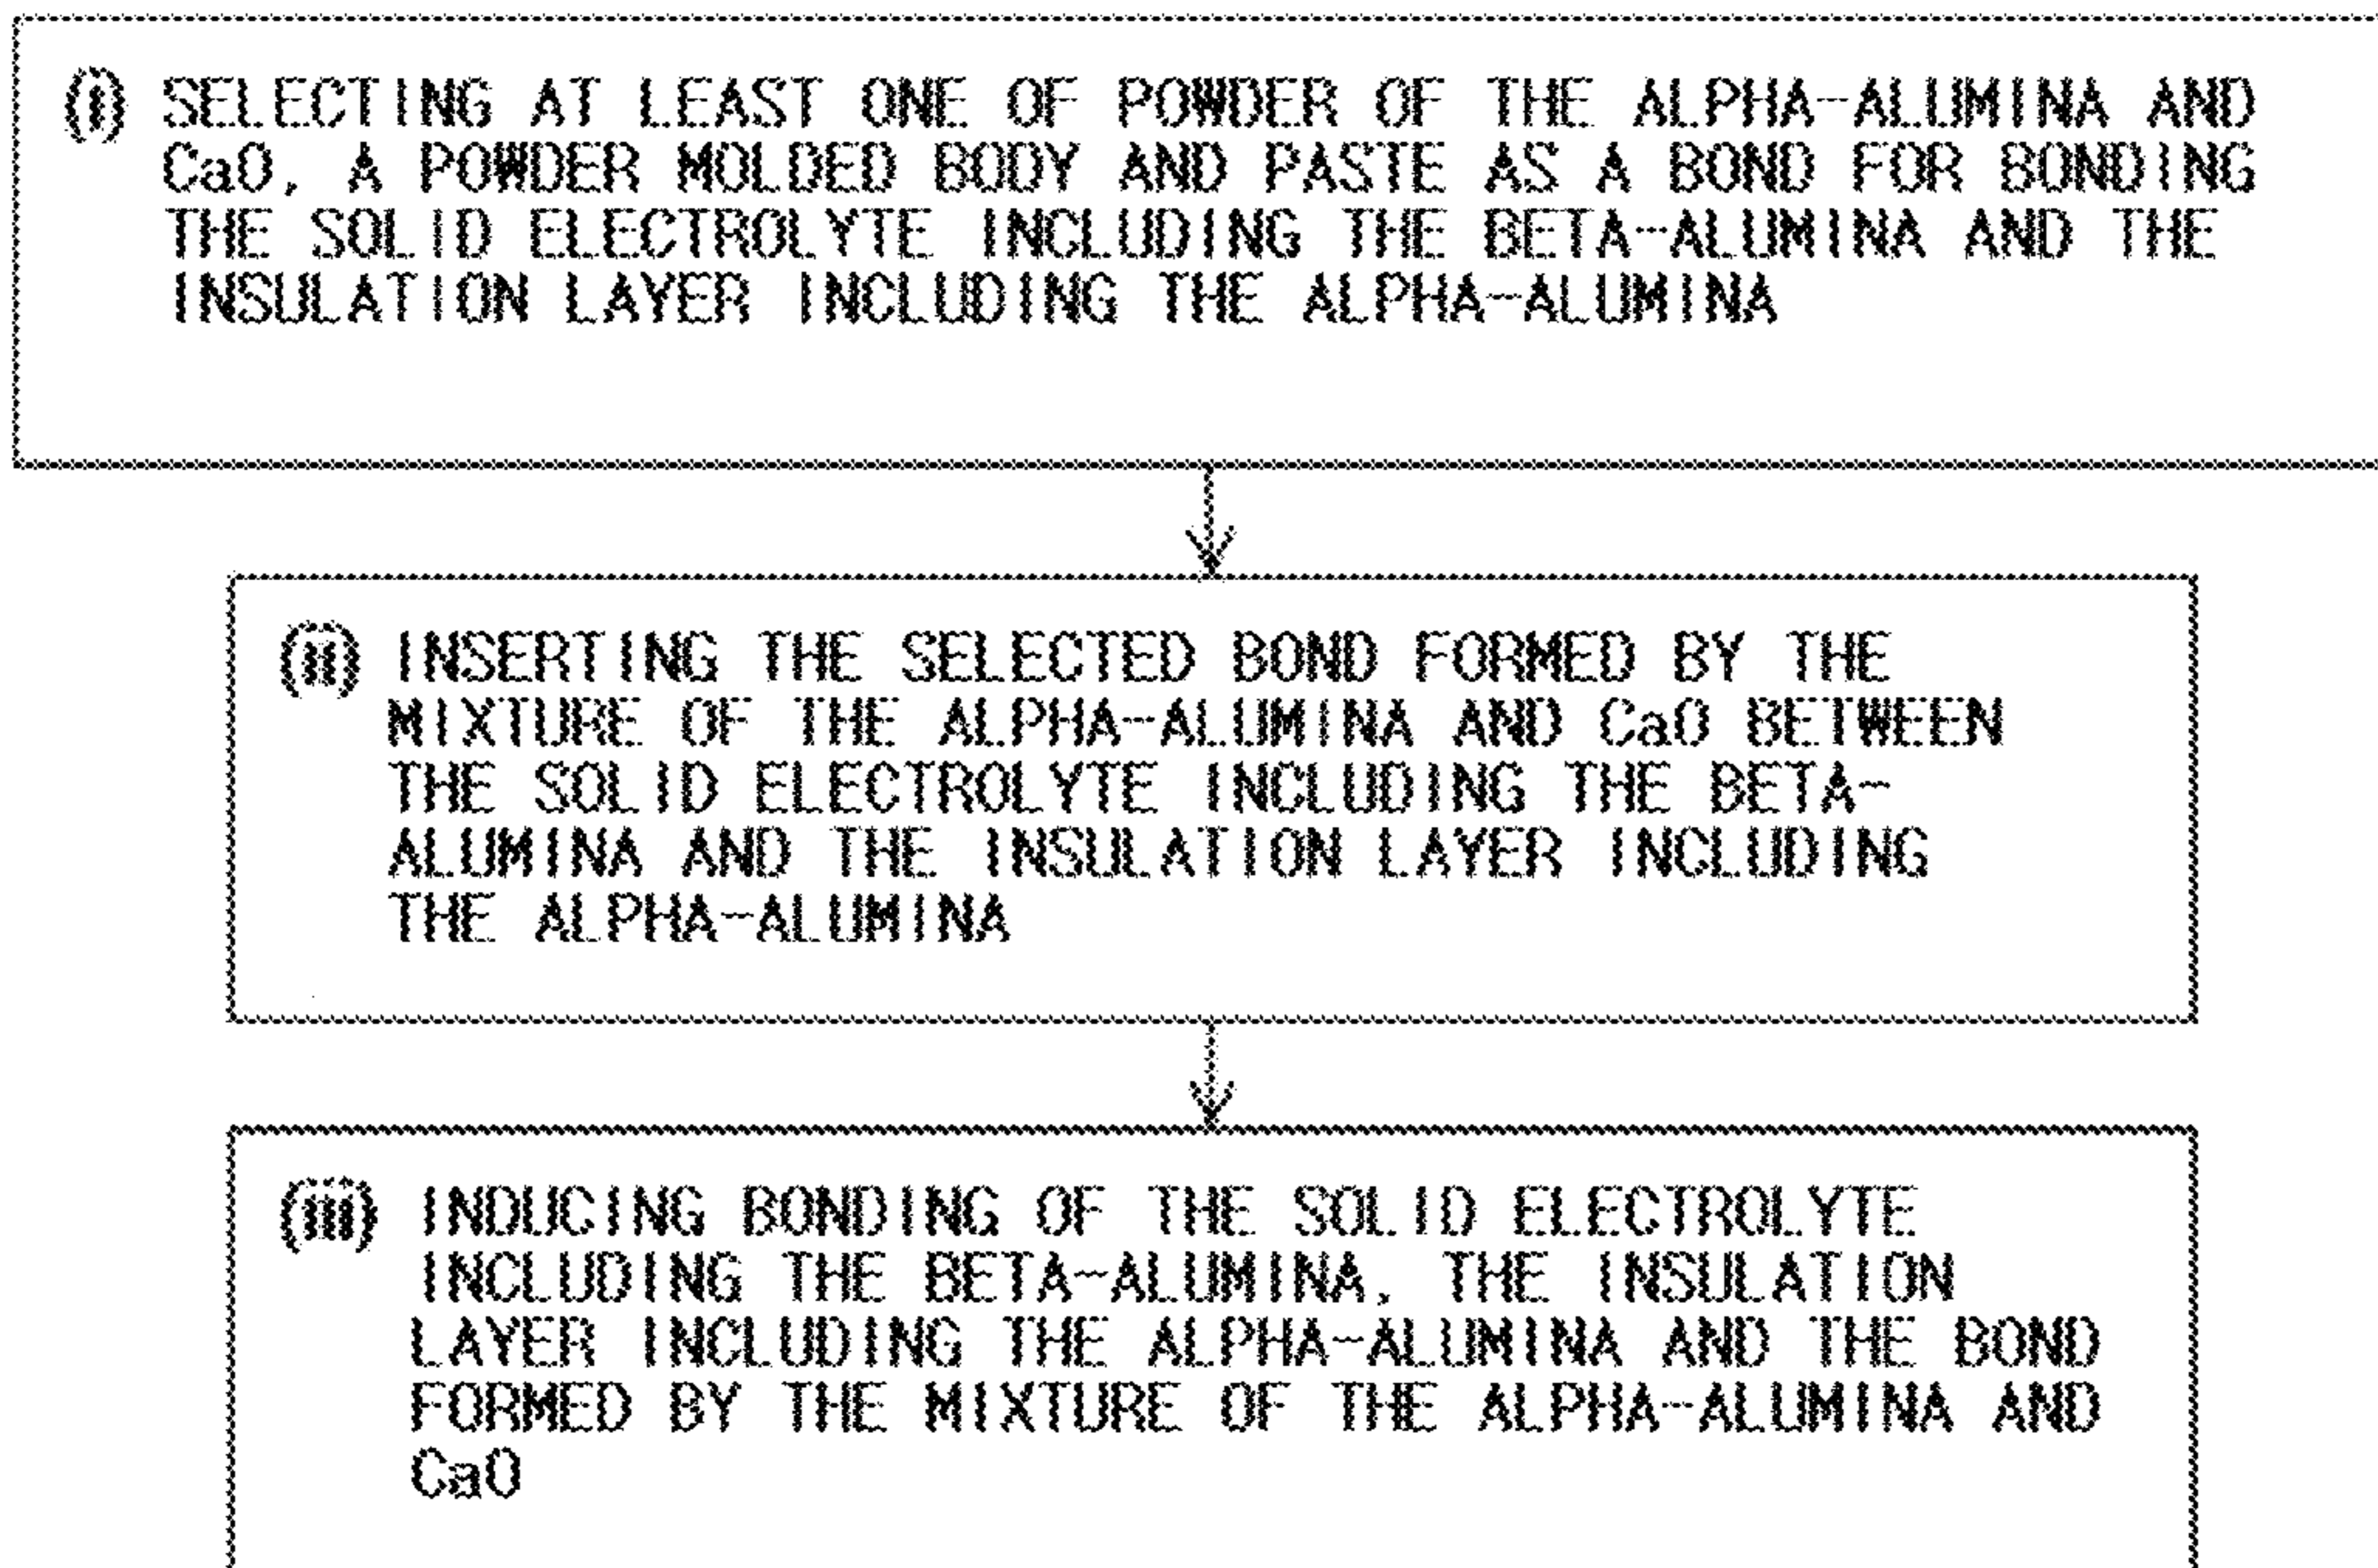 (i) SELECTING AT LEAST ONE OF POWDER OF THE ALPHA-ALUMINA AND
CaO, A POWDER MOLDED BODY AND PASTE AS A BOND FOR BONDING
THE SOLID ELECTROLYTE INCLUDING THE BETA-ALUMINA AND THE
INSULATION LAYER INCLUDING THE ALPHA-ALUMINA
(ii) INSERTING THE SELECTED BOND FORMED BY THE
MIXTURE OF THE ALPHA-ALUMINA AND CaO BETWEEN
THE SOLID ELECTROLYTE INCLUDING THE BETA-
ALUMINA AND THE INSULATION LAYER INCLUDING
THE ALPHA-ALUMINA
(iii) INDUCING BONDING OF THE SOLID ELECTROLYTE
INCLUDING THE BETA-ALUMINA, THE INSULATION
LAYER INCLUDING THE ALPHA-ALUMINA AND THE BOND
FORMED BY THE MIXTURE OF THE ALPHA-ALUMINA AND
CaO